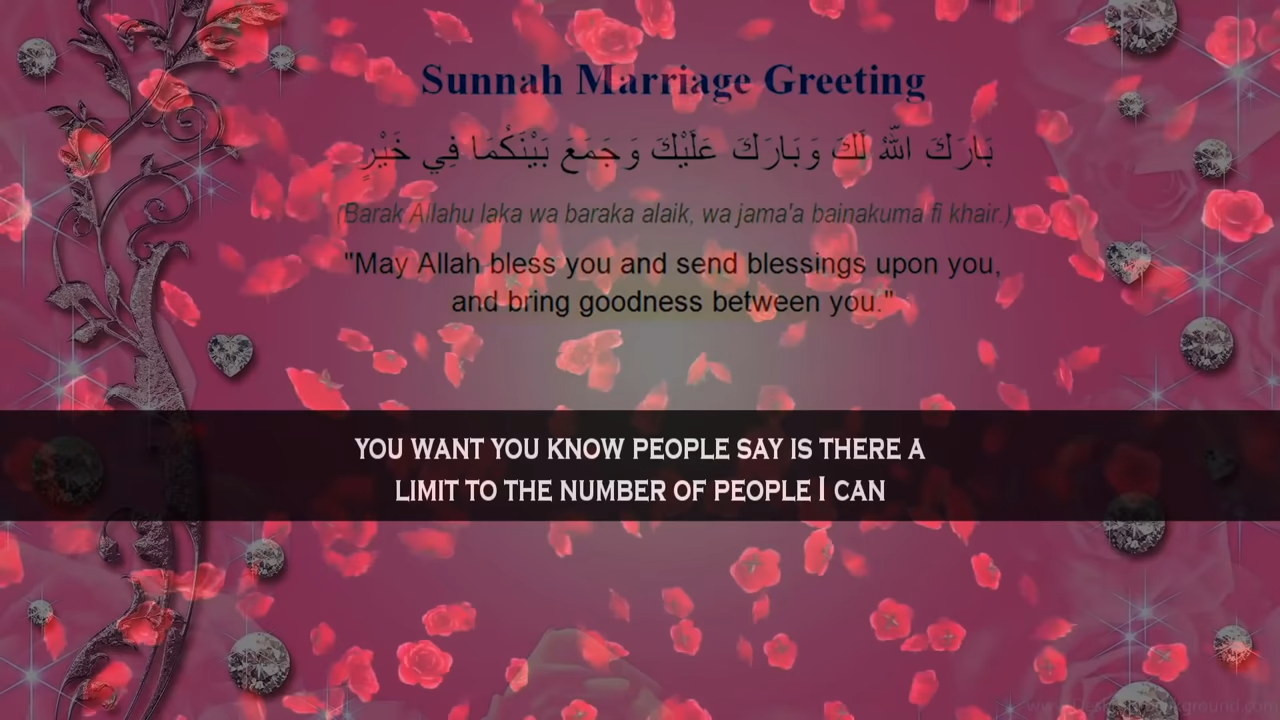 Sunnah Marriage Greeting
بَارَكَ اللهُ لَكَ وَبَارَكَ عَلَيْكَ وَجَمَعَ بَيْنَكُمَا فِي خَيْرٍ
(Barak Allahu laka wa baraka alaik, wa jama'a bainakuma fi khair.)
"May Allah bless you and send blessings upon you,
and bring goodness between you."
YOU WANT YOU KNOW PEOPLE SAY IS THERE A
LIMIT TO THE NUMBER OF PEOPLE I CAN